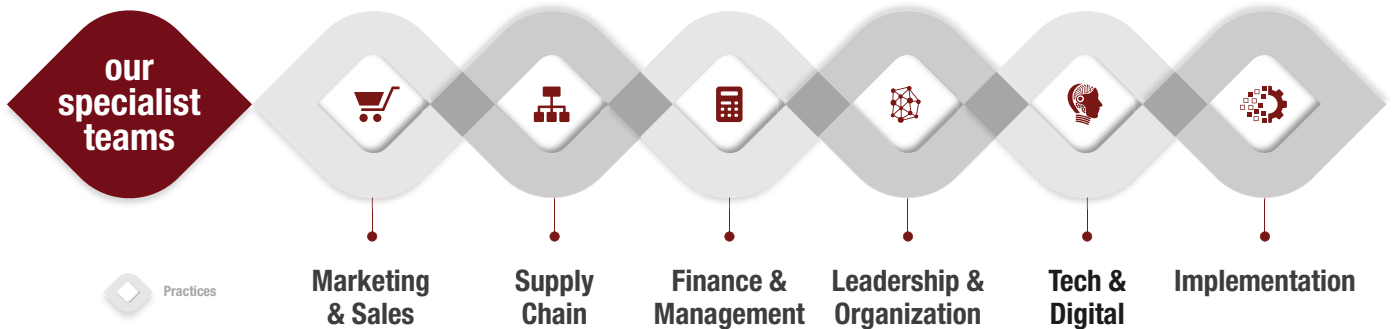 our
specialist
teams
Practices
Marketing
& Sales
Supply
Chain
Finance &
Management
Leadership &
Organization
Tech &
Digital
Implementation